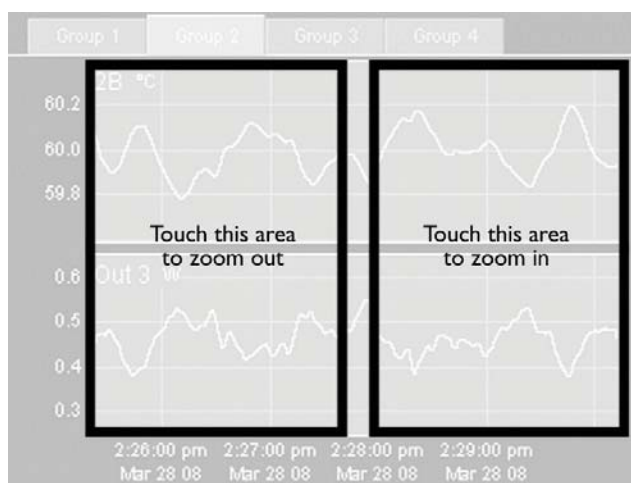 Group 1 Group 2 Group 3 Group 4
2B °C
60.2
60.0
59.8
Touch this area
to zoom out
Touch this area
to zoom in
Out 3 W
0.6
0.5
0.4
0.3
2:26:00 pm 2:27:00 pm 2:28:00 pm 2:29:00 pm
Mar 28 08 Mar 28 08 Mar 28 08 Mar 28 08